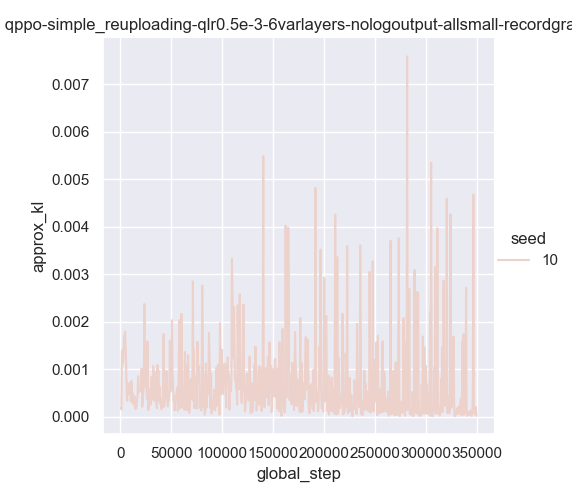 qppo-simple_reuploading-qlr0.5e-3-6varlayers-nologoutput-allsmall-recordgra
0.007
0.006
0.005
0.004
0.003
0.002
0.001
0.000
approx_kl
0 50000 100000 150000 200000 250000 300000 350000
global_step
seed
10